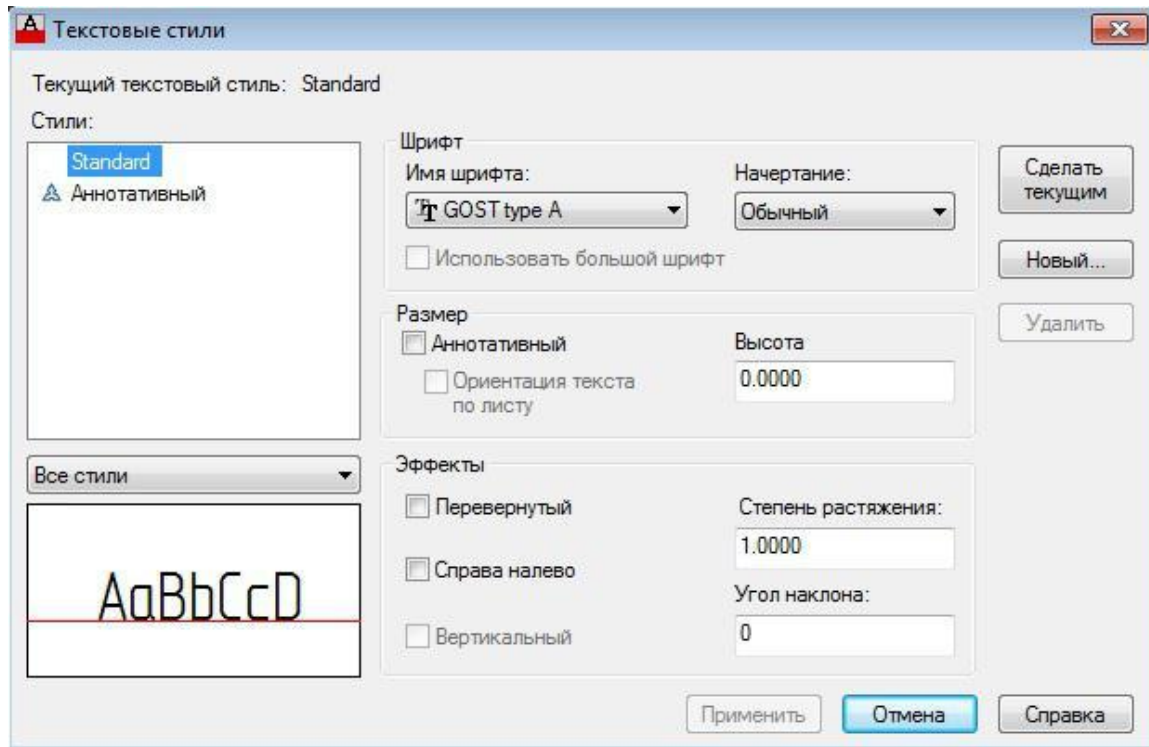 Текстовые стили
Текущий текстовый стиль: Standard
Стили:
Standard
Аннотативный
Все стили
AaBbCcD
Шрифт
Имя шрифта:
GOST type A
Начертание:
Обычный
Использовать большой шрифт
Размер
Аннотативный
Ориентация текста
по листу
Высота
0.0000
Эффекты
Перевернутый
Справа налево
Вертикальный
Степень растяжения:
1.0000
Угол наклона:
0
Сделать
текущим
Новый...
Удалить
Применить
Отмена
Справка